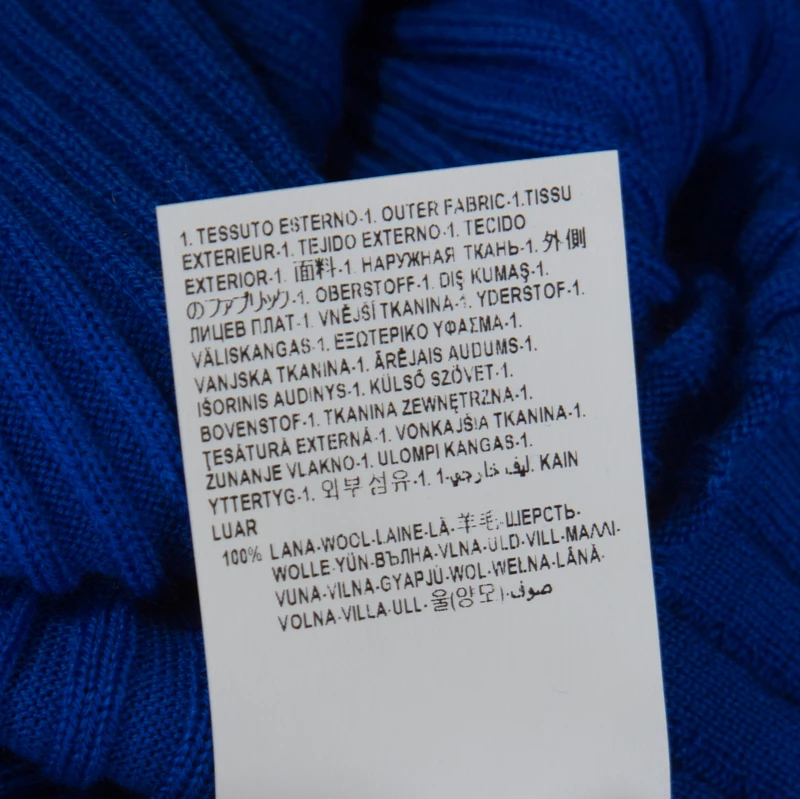 1. TESSUTO ESTERNO-1. OUTER FABRIC-1.TISSU
EXTERIEUR-1. TEJIDO EXTERNO-1. TECIDO
EXTERIOR-1. 面料-1. НАРУЖНАЯ ТКАНЬ-1. 外側
のファブリック-1. OBERSTOFF-1. DIŞ KUMAŞ-1.
ЛИЦЕВ ПЛАТ-1. VNĚJŠÍ TKANINA-1. YDERSTOF-1.
VÄLISKANGAS-1. ΕΞΩΤΕΡΙΚΟ ΥΦΑΣΜΑ-1.
VANJSKA TKANINA-1. ĀRĒJAIS AUDUMS-1.
IŠORINIS AUDINYS-1. KÜLSŐ SZÖVET-1.
BOVENSTOF-1. TKANINA ZEWNĘTRZNA-1.
ŢESĂTURĂ EXTERNĂ-1. VONKAJŠIA TKANINA-1.
ZUNANJE VLAKNO-1. ULOMPI KANGAS-1.
YTTERTYG-1. 외부 섬유-1. ليف خارجي-1. KAIN
LUAR
100% LANA-WOOL-LAINE-LÃ-羊毛-ШЕРСТЬ-
WOLLE-YÜN-ВЪЛНА-VLNA-ULD-VILL-ΜΑΛΛΙ-
VUNA-VILNA-GYAPJÚ-WOL-WEŁNA-LÂNĂ-
VOLNA-VILLA-ULL-울(양모)-صوف